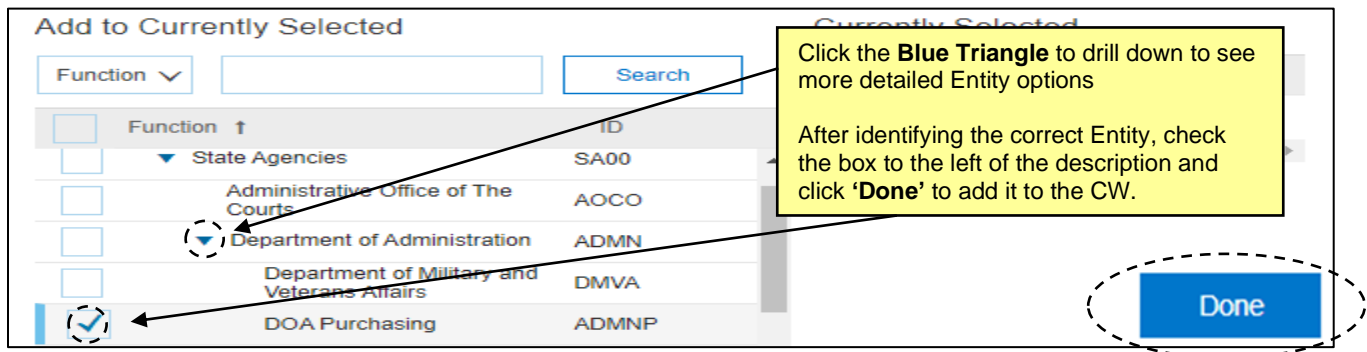 Add to Currently Selected
Currently Selected
Function
Search
Click the Blue Triangle to drill down to see
more detailed Entity options
After identifying the correct Entity, check
the box to the left of the description and
click ‘Done’ to add it to the CW.
Function ↑ ID
State Agencies SA00
Administrative Office of The
Courts AOCO
Department of Administration ADMN
Department of Military and
Veterans Affairs DMVA
DOA Purchasing ADMNP
Done